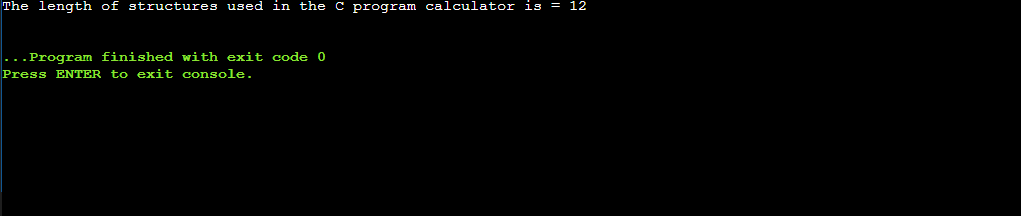 The length of structures used in the C program calculator is = 12
...Program finished with exit code 0
Press ENTER to exit console.